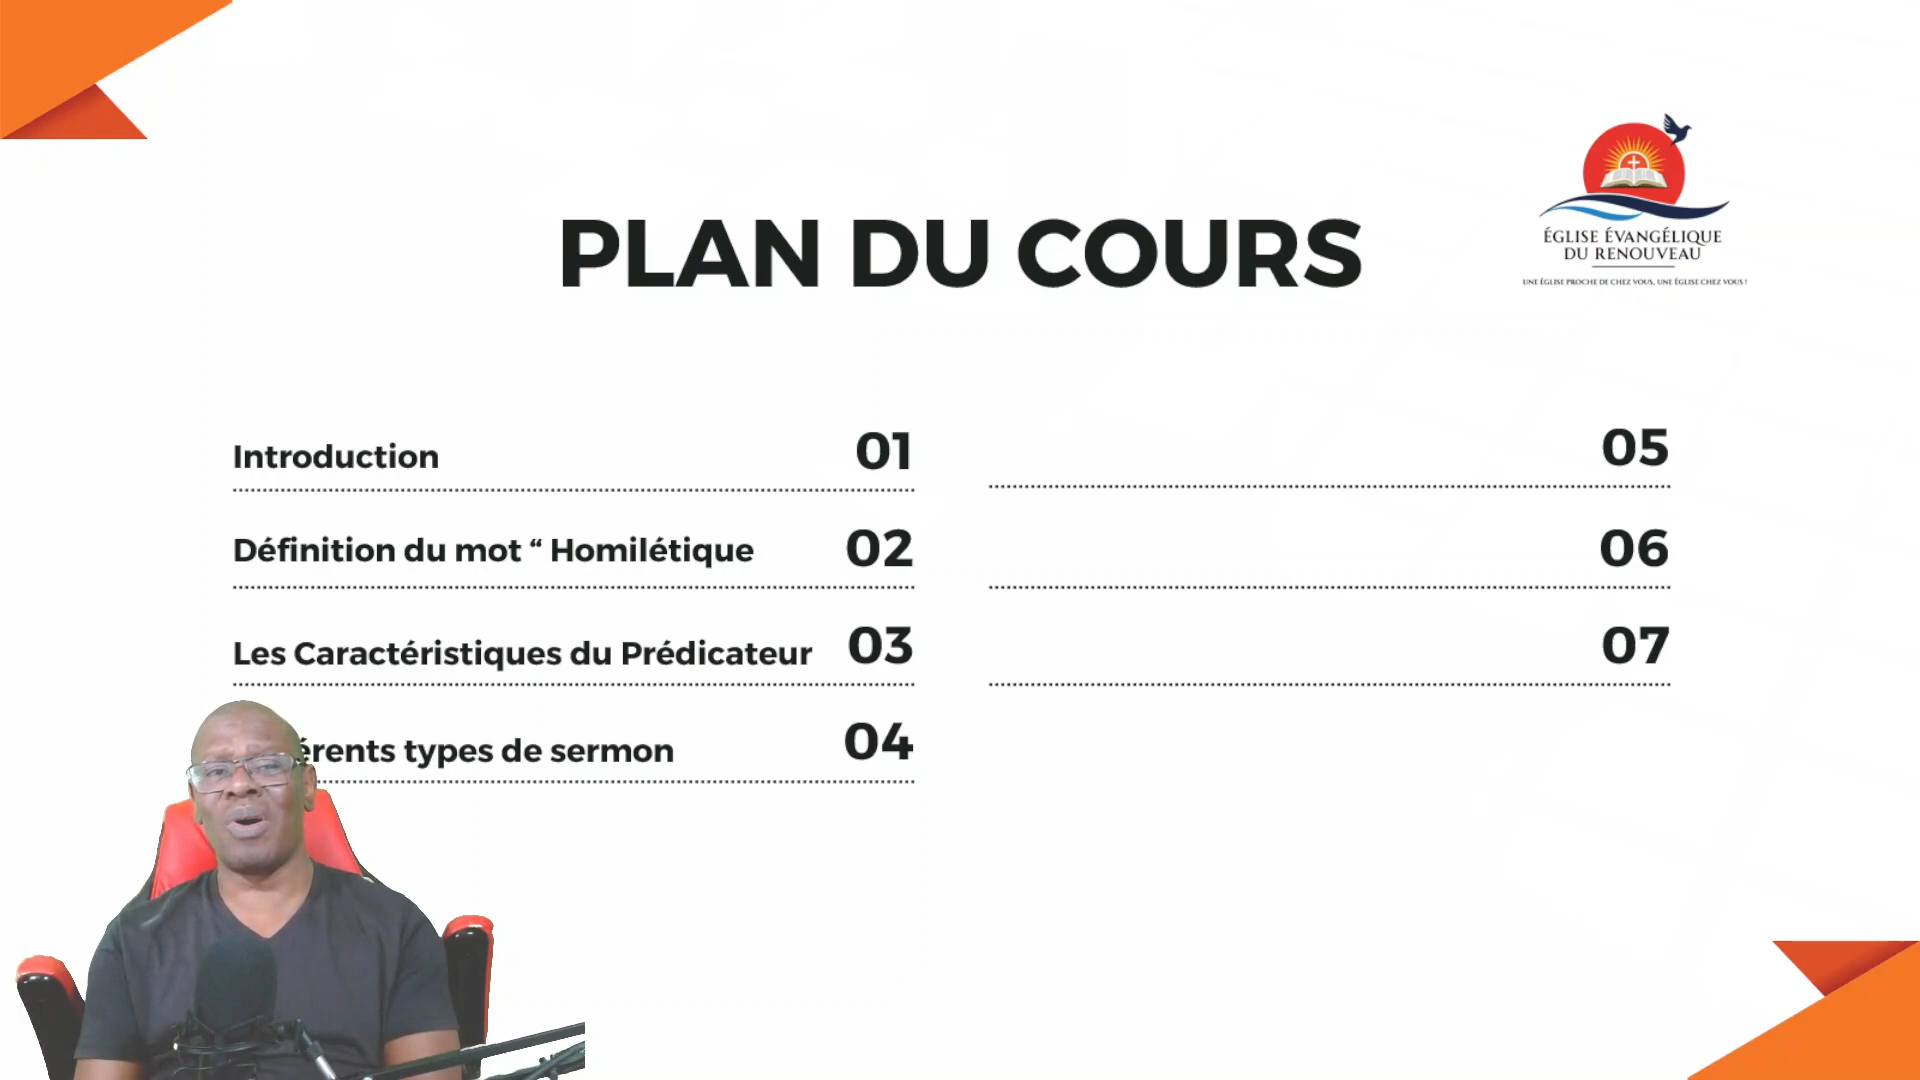 PLAN DU COURS
ÉGLISE ÉVANGÉLIQUE
DU RENOUVEAU
UNE ÉGLISE PROCHE DE CHEZ VOUS, UNE ÉGLISE CHEZ VOUS !
Introduction 01
Définition du mot “ Homilétique 02
Les Caractéristiques du Prédicateur 03
types de sermon 04
05
06
07